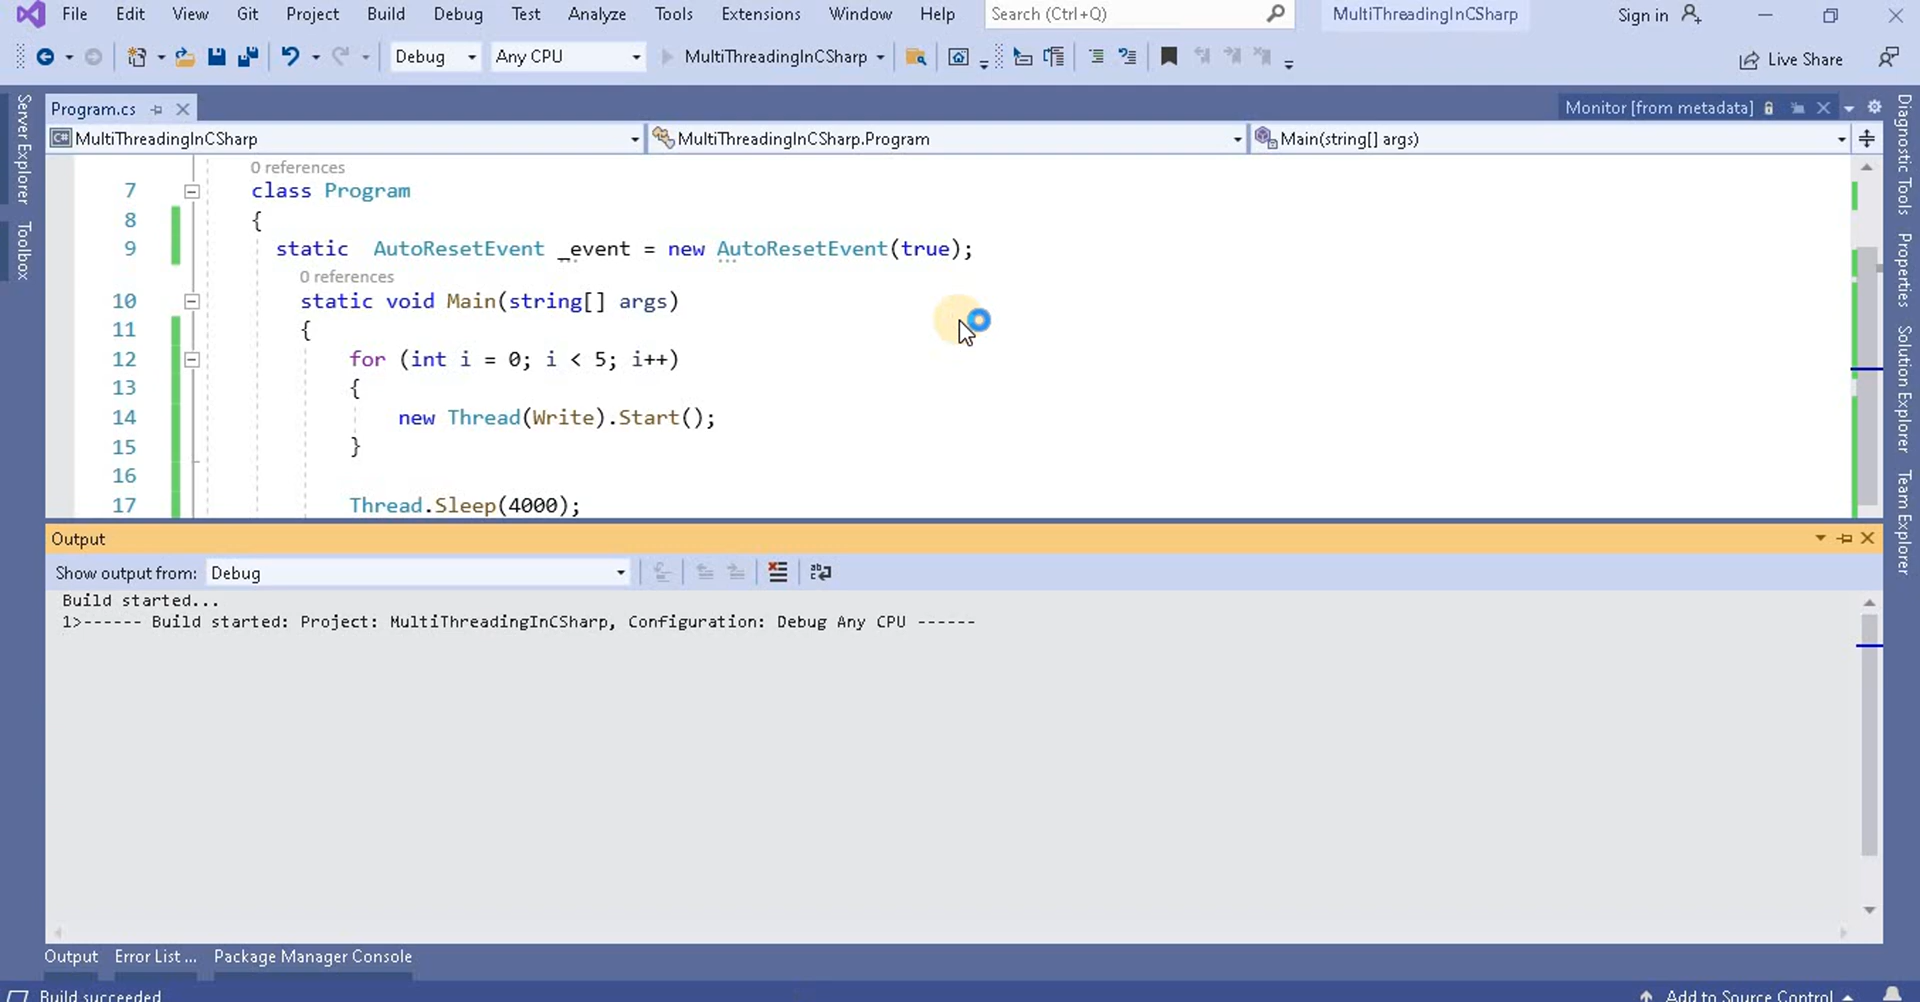 File Edit View Git Project Build Debug Test Analyze Tools Extensions Window Help Search (Ctrl+Q) MultiThreadingInCSharp Sign in
Debug Any CPU MultiThreadingInCSharp Live Share
Program.cs Monitor [from metadata]
MultiThreadingInCSharp MultiThreadingInCSharp.Program Main(string[] args)
Server Explorer
Toolbox
0 references
7 class Program
8 {
9 static AutoResetEvent _event = new AutoResetEvent(true);
0 references
10 static void Main(string[] args)
11 {
12 for (int i = 0; i < 5; i++)
13 {
14 new Thread(Write).Start();
15 }
16
17 Thread.Sleep(4000);
Diagnostic Tools
Properties
Solution Explorer
Team Explorer
Output
Show output from: Debug
Build started...
1>------ Build started: Project: MultiThreadingInCSharp, Configuration: Debug Any CPU ------
Output Error List ... Package Manager Console
Build succeeded Add to Source Control